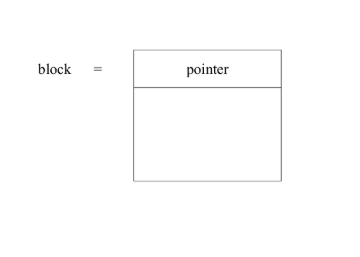 block = pointer